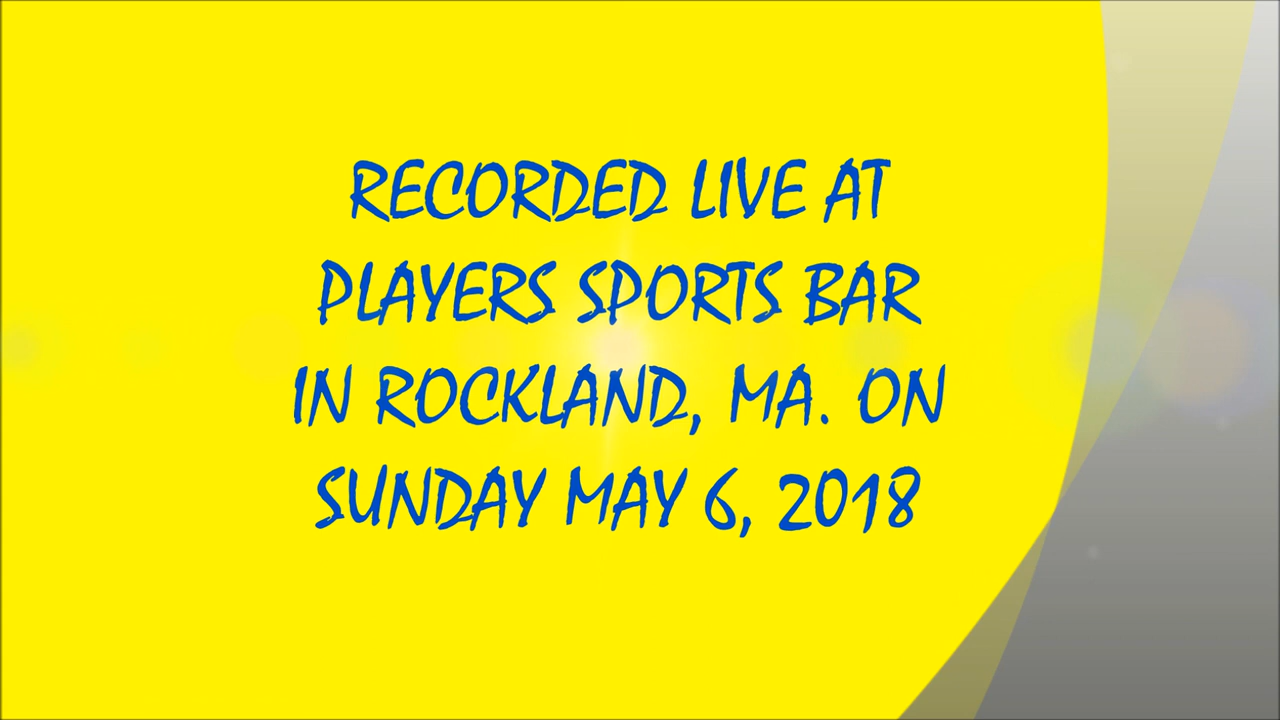 RECORDED LIVE AT
PLAYERS SPORTS BAR
IN ROCKLAND, MA. ON
SUNDAY MAY 6, 2018